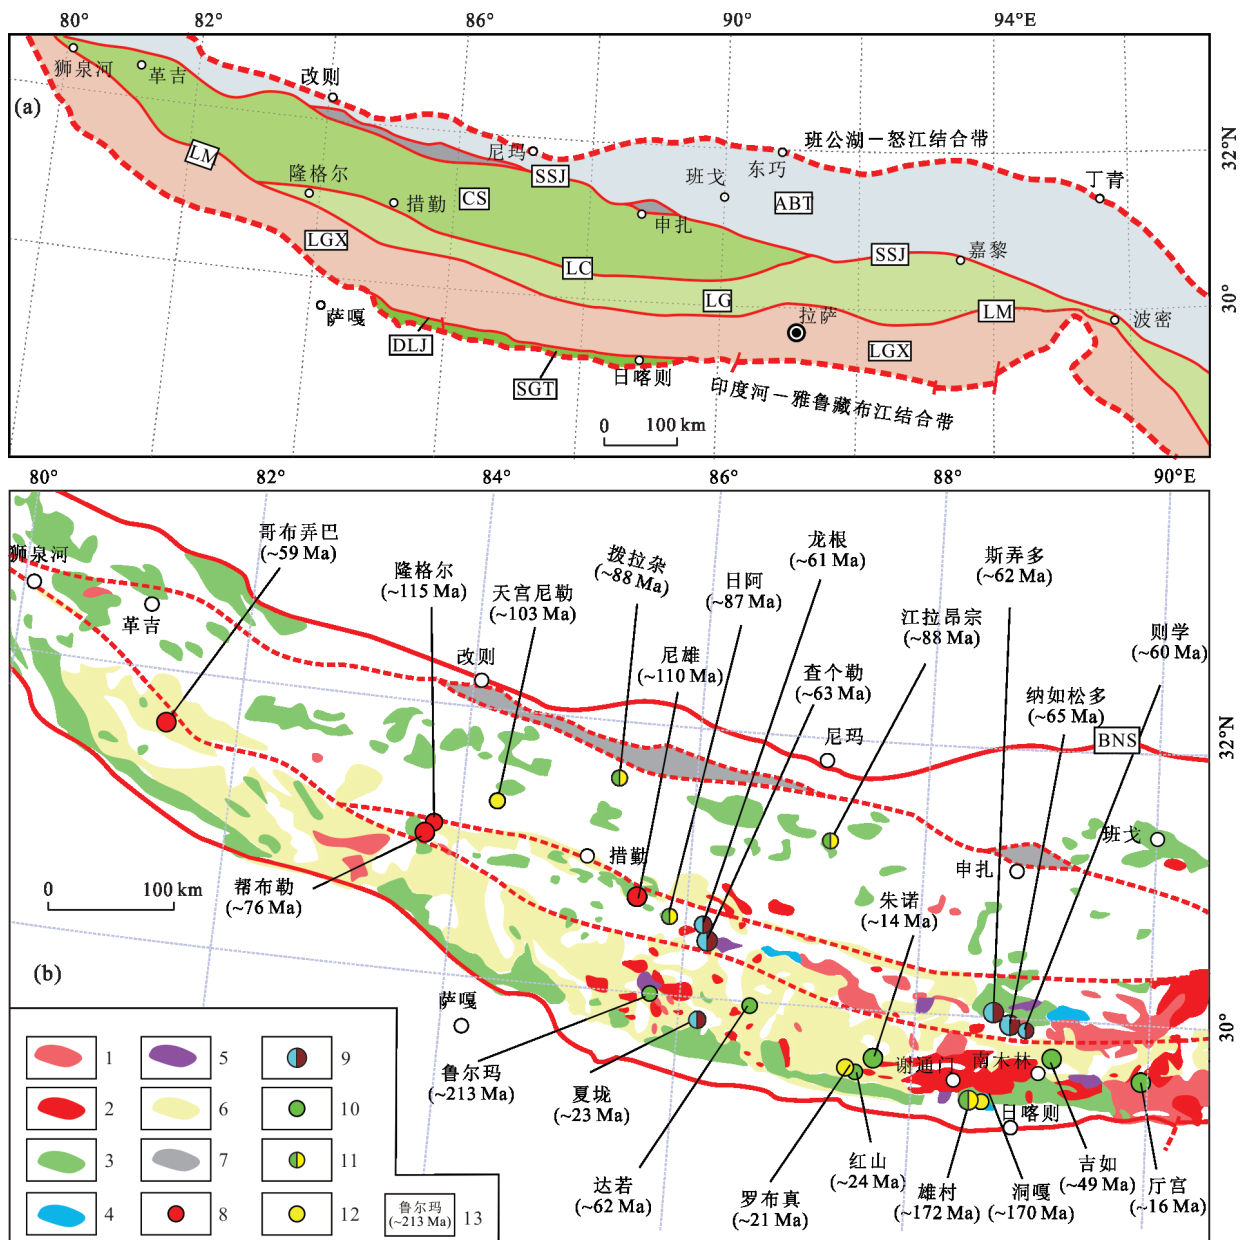 80°
82°
86°
90°
94°E
(a)
狮泉河
革吉
改则
班公湖－怒江结合带
32°N
尼玛
东巧
丁青
LM
隆格尔
措勤
CS
SSJ
班戈
ABT
申扎
LGX
LC
SSJ
嘉黎
30°
萨嘎
LG
LM
拉萨
波密
DLJ
LGX
SGT
日喀则
印度河－雅鲁藏布江结合带
0
100 km
80°
82°
84°
86°
88°
90°E
狮泉河
哥布弄巴
(~59 Ma)
隆格尔
(~115 Ma)
天宫尼勒
(~103 Ma)
拨拉杂
(~88 Ma)
日阿
(~87 Ma)
龙根
(~61 Ma)
江拉昂宗
(~88 Ma)
斯弄多
(~62 Ma)
则学
(~60 Ma)
革吉
改则
尼雄
(~110 Ma)
查个勒
(~63 Ma)
纳如松多
(~65 Ma)
BNS
尼玛
32°N
措勤
班戈
申扎
0
100 km
帮布勒
(~76 Ma)
朱诺
(~14 Ma)
(b)
萨嘎
30°
鲁尔玛
(~213 Ma)
夏垅
(~23 Ma)
谢通门
南木林
日喀则
达若
(~62 Ma)
罗布真
(~21 Ma)
红山
(~24 Ma)
雄村
(~172 Ma)
洞嘎
(~170 Ma)
吉如
(~49 Ma)
厅宫
(~16 Ma)
1
5
9
2
6
10
3
7
11
4
8
12
鲁尔玛
(~213 Ma)
13